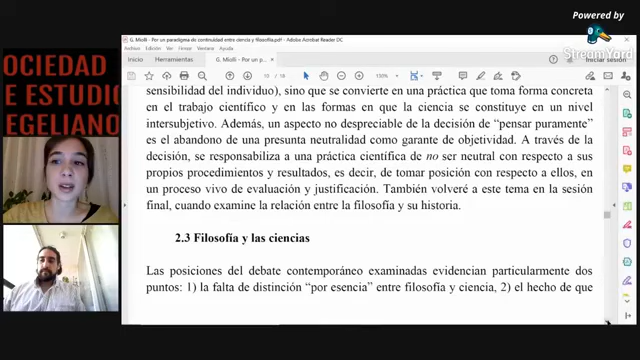 Powered by
StreamYard
OCIEDAD
E ESTUDIO
EGELIANO
G. Miolli - Por un paradigma de continuidad entre ciencia y filosofía.pdf - Adobe Acrobat Reader DC
Archivo Edición Ver Firmar Ventana Ayuda
Inicio Herramientas
Iniciar sesión
130%
sensibilidad del individuo), sino que se convierte en una práctica que toma forma concreta
en el trabajo científico y en las formas en que la ciencia se constituye en un nivel
intersubjetivo. Además, un aspecto no despreciable de la decisión de “pensar puramente”
es el abandono de una presunta neutralidad como garante de objetividad. A través de la
decisión, se responsabiliza a una práctica científica de no ser neutral con respecto a sus
propios procedimientos y resultados, es decir, de tomar posición con respecto a ellos, en
un proceso vivo de evaluación y justificación. También volveré a este tema en la sesión
final, cuando examine la relación entre la filosofía y su historia.
2.3 Filosofía y las ciencias
Las posiciones del debate contemporáneo examinadas evidencian particularmente dos
puntos: 1) la falta de distinción “por esencia” entre filosofía y ciencia, 2) el hecho de que